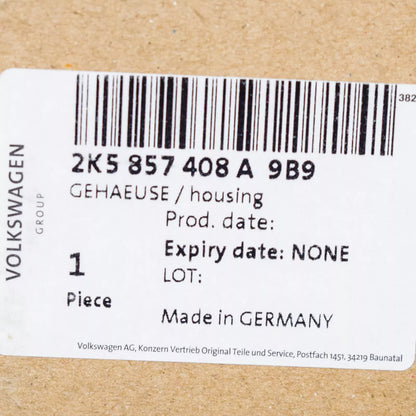 382
2K5 857 408 A 9B9
GEHAEUSE / housing
Prod. date:
Expiry date: NONE
LOT:
1
Piece
Made in GERMANY
VOLKSWAGEN
GROUP
Volkswagen AG, Konzern Vertrieb Original Teile und Service, Postfach 1451, 34219 Baunatal